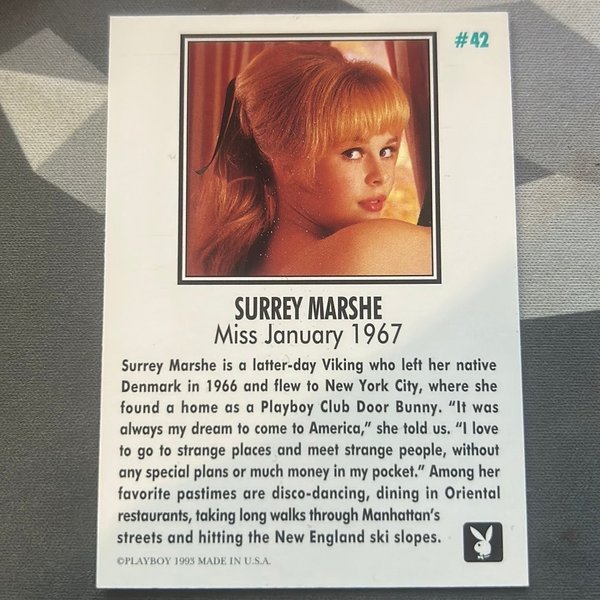 #42
SURREY MARSHE
Miss January 1967
Surrey Marshe is a latter-day Viking who left her native
Denmark in 1966 and flew to New York City, where she
found a home as a Playboy Club Door Bunny. “It was
always my dream to come to America,” she told us. “I love
to go to strange places and meet strange people, without
any special plans or much money in my pocket.” Among her
favorite pastimes are disco-dancing, dining in Oriental
restaurants, taking long walks through Manhattan’s
streets and hitting the New England ski slopes.
©PLAYBOY 1993 MADE IN U.S.A.